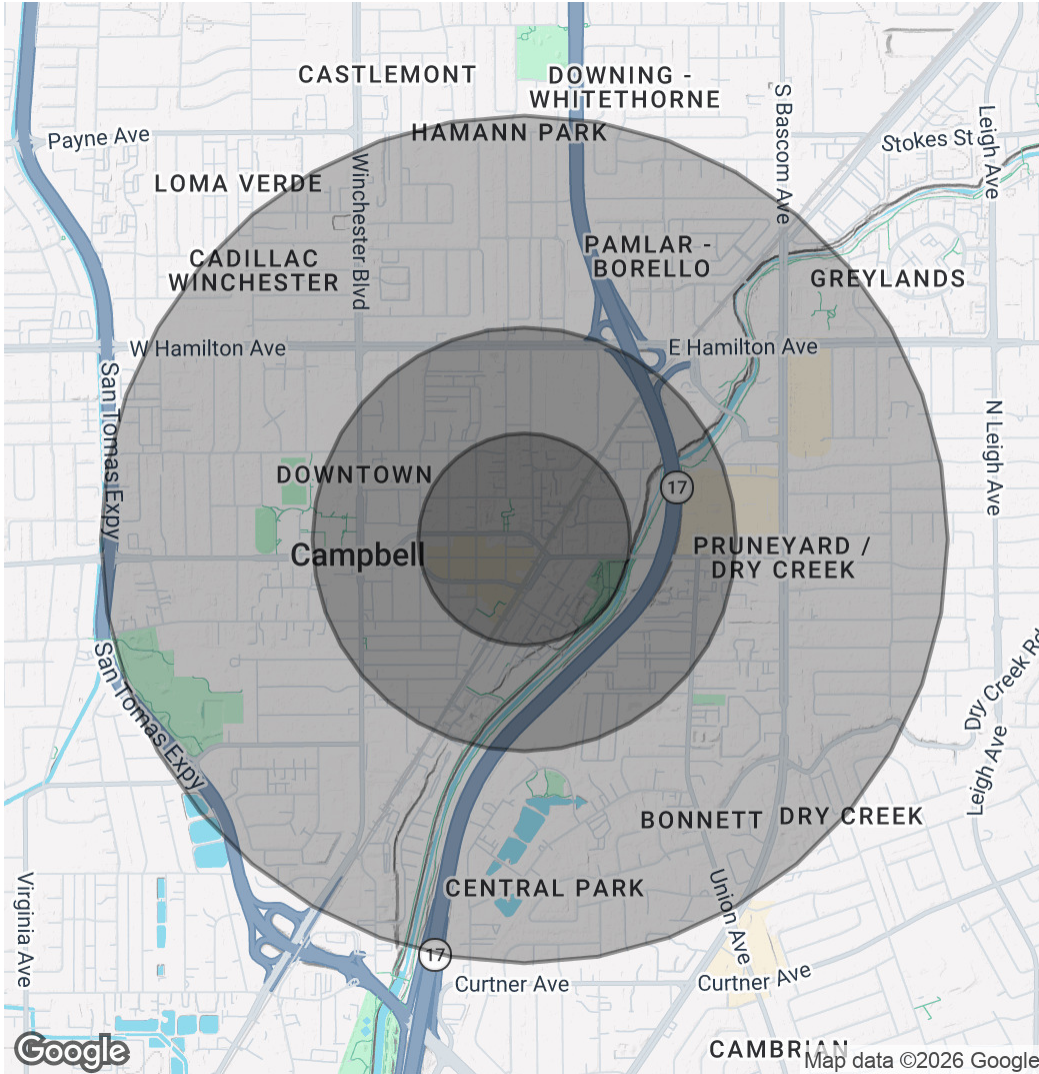 CASTLEMONT
DOWNING -
WHITETHORNE
Payne Ave
HAMANN PARK
S Bascom Ave
Stokes St
Leigh Ave
LOMA VERDE
Winchester Blvd
CADILLAC
WINCHESTER
PAMLAR -
BORELLO
GREYLANDS
W Hamilton Ave
E Hamilton Ave
San Tomas Expy
N Leigh Ave
DOWNTOWN
17
Campbell
PRUNEYARD /
DRY CREEK
San Tomas Expy
Dry Creek Rd
Leigh Ave
BONNETT
DRY CREEK
CENTRAL PARK
Virginia Ave
Union Ave
17
Curtner Ave
Curtner Ave
CAMBRIAN
Google
Map data ©2026 Google